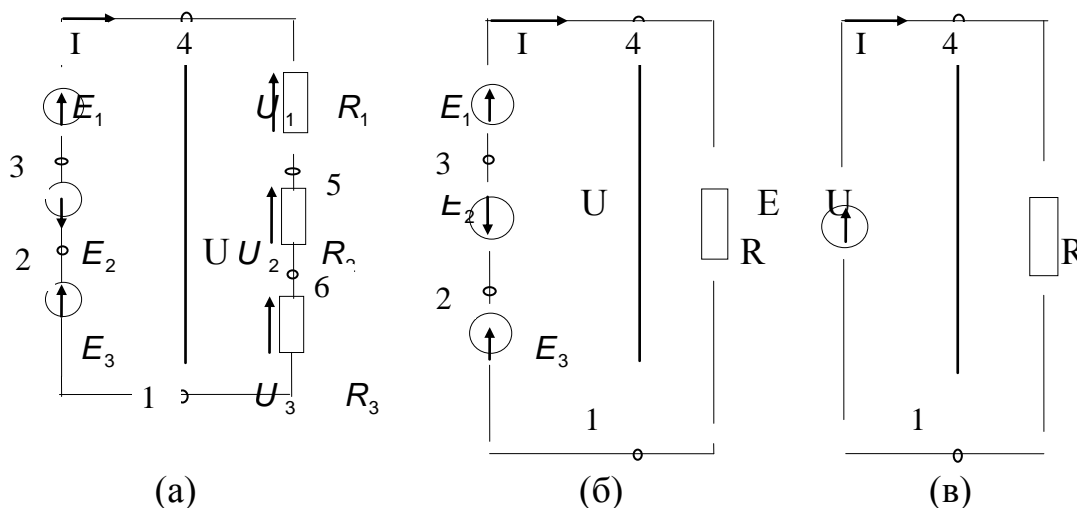 I 4 I 4 I 4
E₁ U₁ R₁ E₁
3 5 3
U E U
2 E₂ U U₂ R₂ E₂ R R
6 2
E₃ E₃
1 U₃ R₃ 1 1
(а) (б) (в)